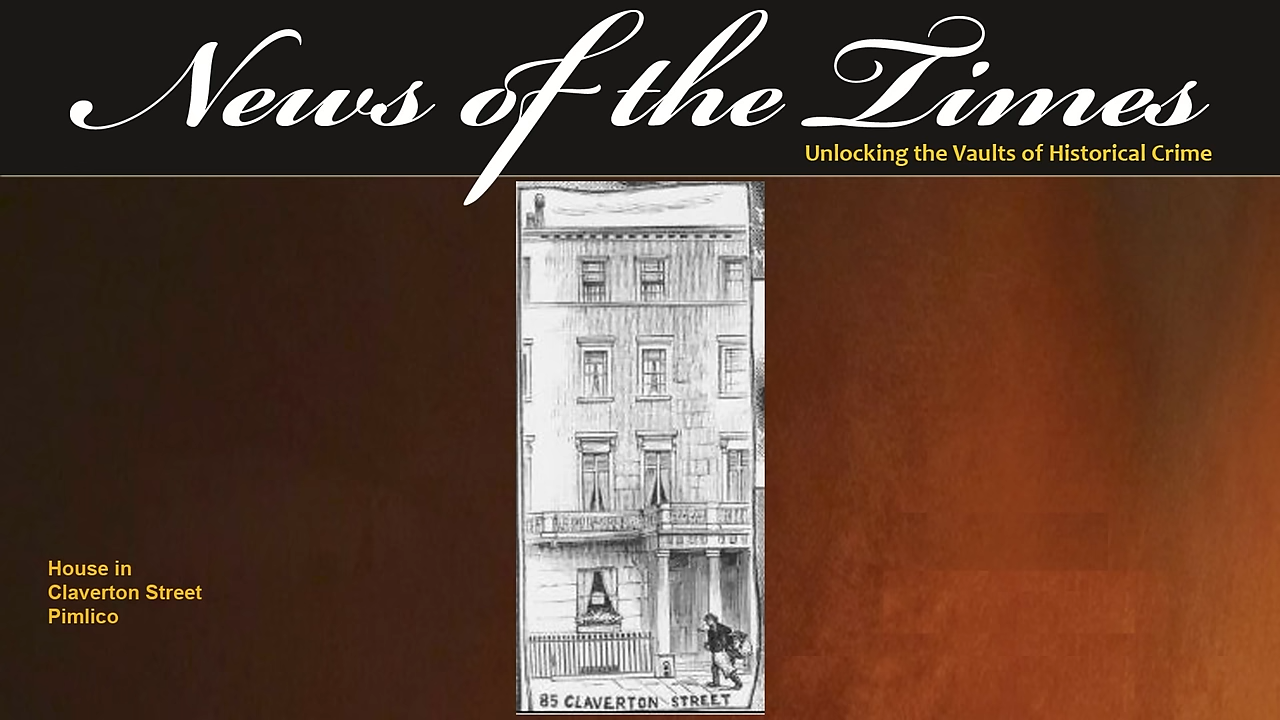 News of the Times
Unlocking the Vaults of Historical Crime
House in
Claverton Street
Pimlico
85 CLAVERTON STREET